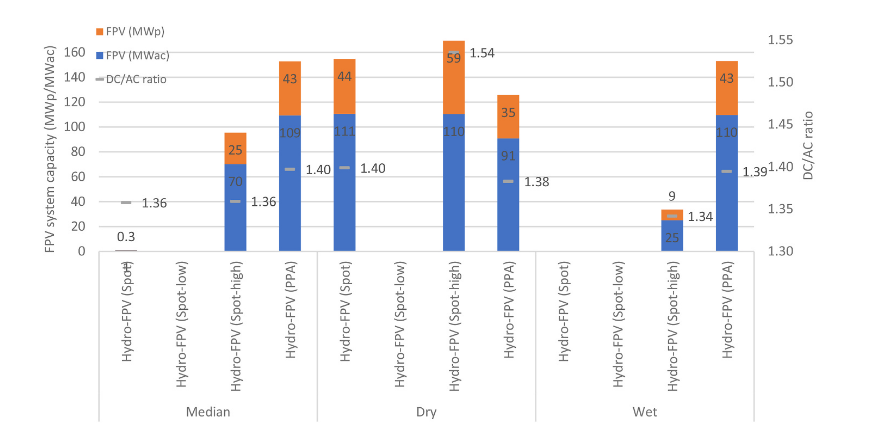 FPV (MWp)
FPV (MWac)
DC/AC ratio
FPV system capacity (MWp/MWac)
160
140
120
100
80
60
40
20
0
1.55
1.50
1.45
1.40
1.35
1.30
DC/AC ratio
0.3
1
1.36
25
70
1.36
43
109
1.40
44
111
1.40
59
110
1.54
35
91
1.38
9
25
1.34
43
110
1.39
Hydro-FPV (Spot)
Hydro-FPV (Spot-low)
Hydro-FPV (Spot-high)
Hydro-FPV (PPA)
Hydro-FPV (Spot)
Hydro-FPV (Spot-low)
Hydro-FPV (Spot-high)
Hydro-FPV (PPA)
Hydro-FPV (Spot)
Hydro-FPV (Spot-low)
Hydro-FPV (Spot-high)
Hydro-FPV (PPA)
Median
Dry
Wet